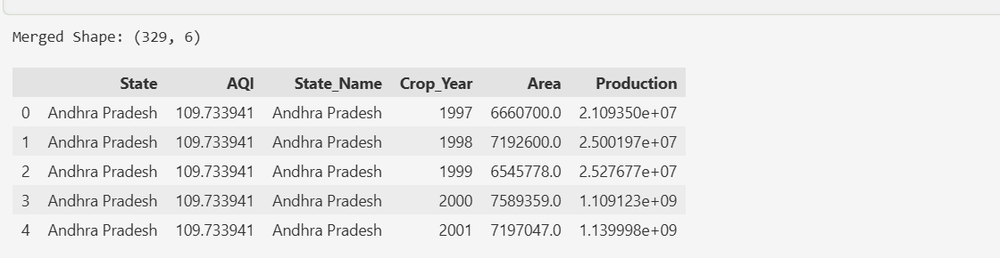 Merged Shape: (329, 6)
State AQI State_Name Crop_Year Area Production
0 Andhra Pradesh 109.733941 Andhra Pradesh 1997 6660700.0 2.109350e+07
1 Andhra Pradesh 109.733941 Andhra Pradesh 1998 7192600.0 2.500197e+07
2 Andhra Pradesh 109.733941 Andhra Pradesh 1999 6545778.0 2.527677e+07
3 Andhra Pradesh 109.733941 Andhra Pradesh 2000 7589359.0 1.109123e+09
4 Andhra Pradesh 109.733941 Andhra Pradesh 2001 7197047.0 1.139998e+09